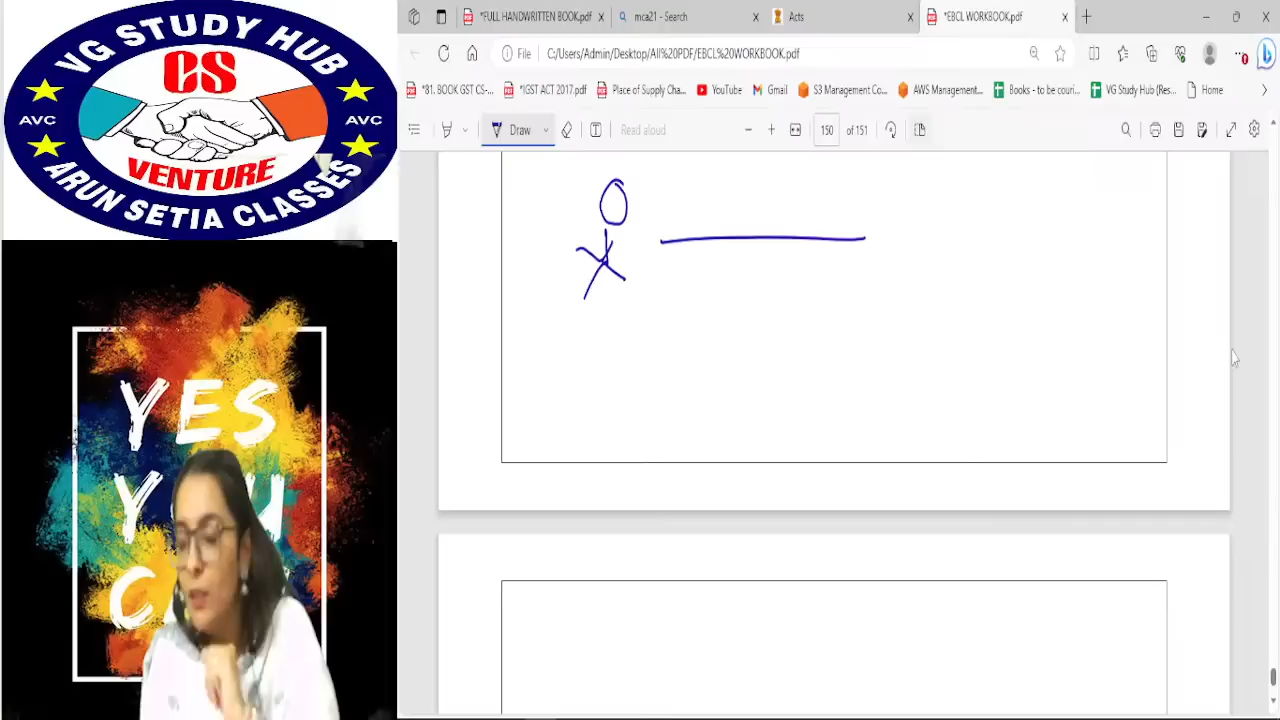 VG STUDY HUB
CS
AVC
AVC
VENTURE
ARUN SETIA CLASSES
YES
*FULL HANDWRITTEN BOOK.pdf
mca21 - Search
Acts
*EBCL WORKBOOK.pdf
File
C:/Users/Admin/Desktop/All%20PDF/EBCL%20WORKBOOK.pdf
*81. BOOK GST CS-...
*IGST ACT 2017.pdf
Place of Supply Cha...
YouTube
Gmail
S3 Management Co...
AWS Management...
Books - to be couri...
VG Study Hub (Res...
Home
Draw
Read aloud
150
of 151